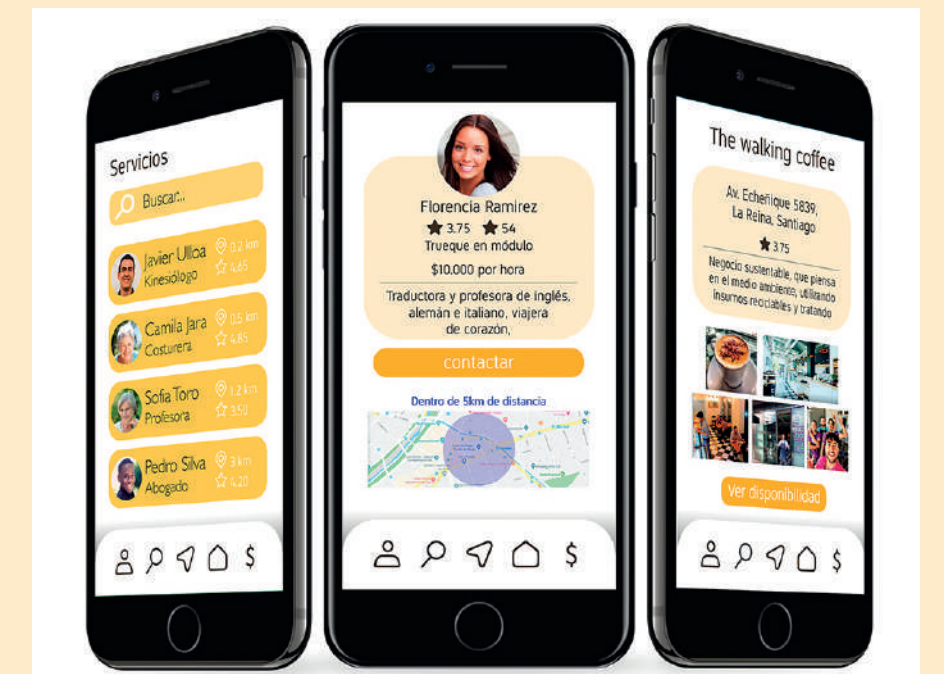 Servicios
Buscar...
Javier Ulloa
0.2 km
Kinesiólogo
4.65
Camila Jara
0.5 km
Costurera
4.85
Sofía Toro
1.2 km
Profesora
3.50
Pedro Silva
3 km
Abogado
4.20
Florencia Ramirez
3.75 54
Trueque en módulo
$10.000 por hora
Traductora y profesora de inglés,
alemán e italiano, viajera
de corazón,
contactar
Dentro de 5km de distancia
$
The walking coffee
Av. Echeñique 5839,
La Reina, Santiago
3.75
Negocio sustentable, que piensa
en el medio ambiente, utilizando
insumos reciclables y tratando
Ver disponibilidad